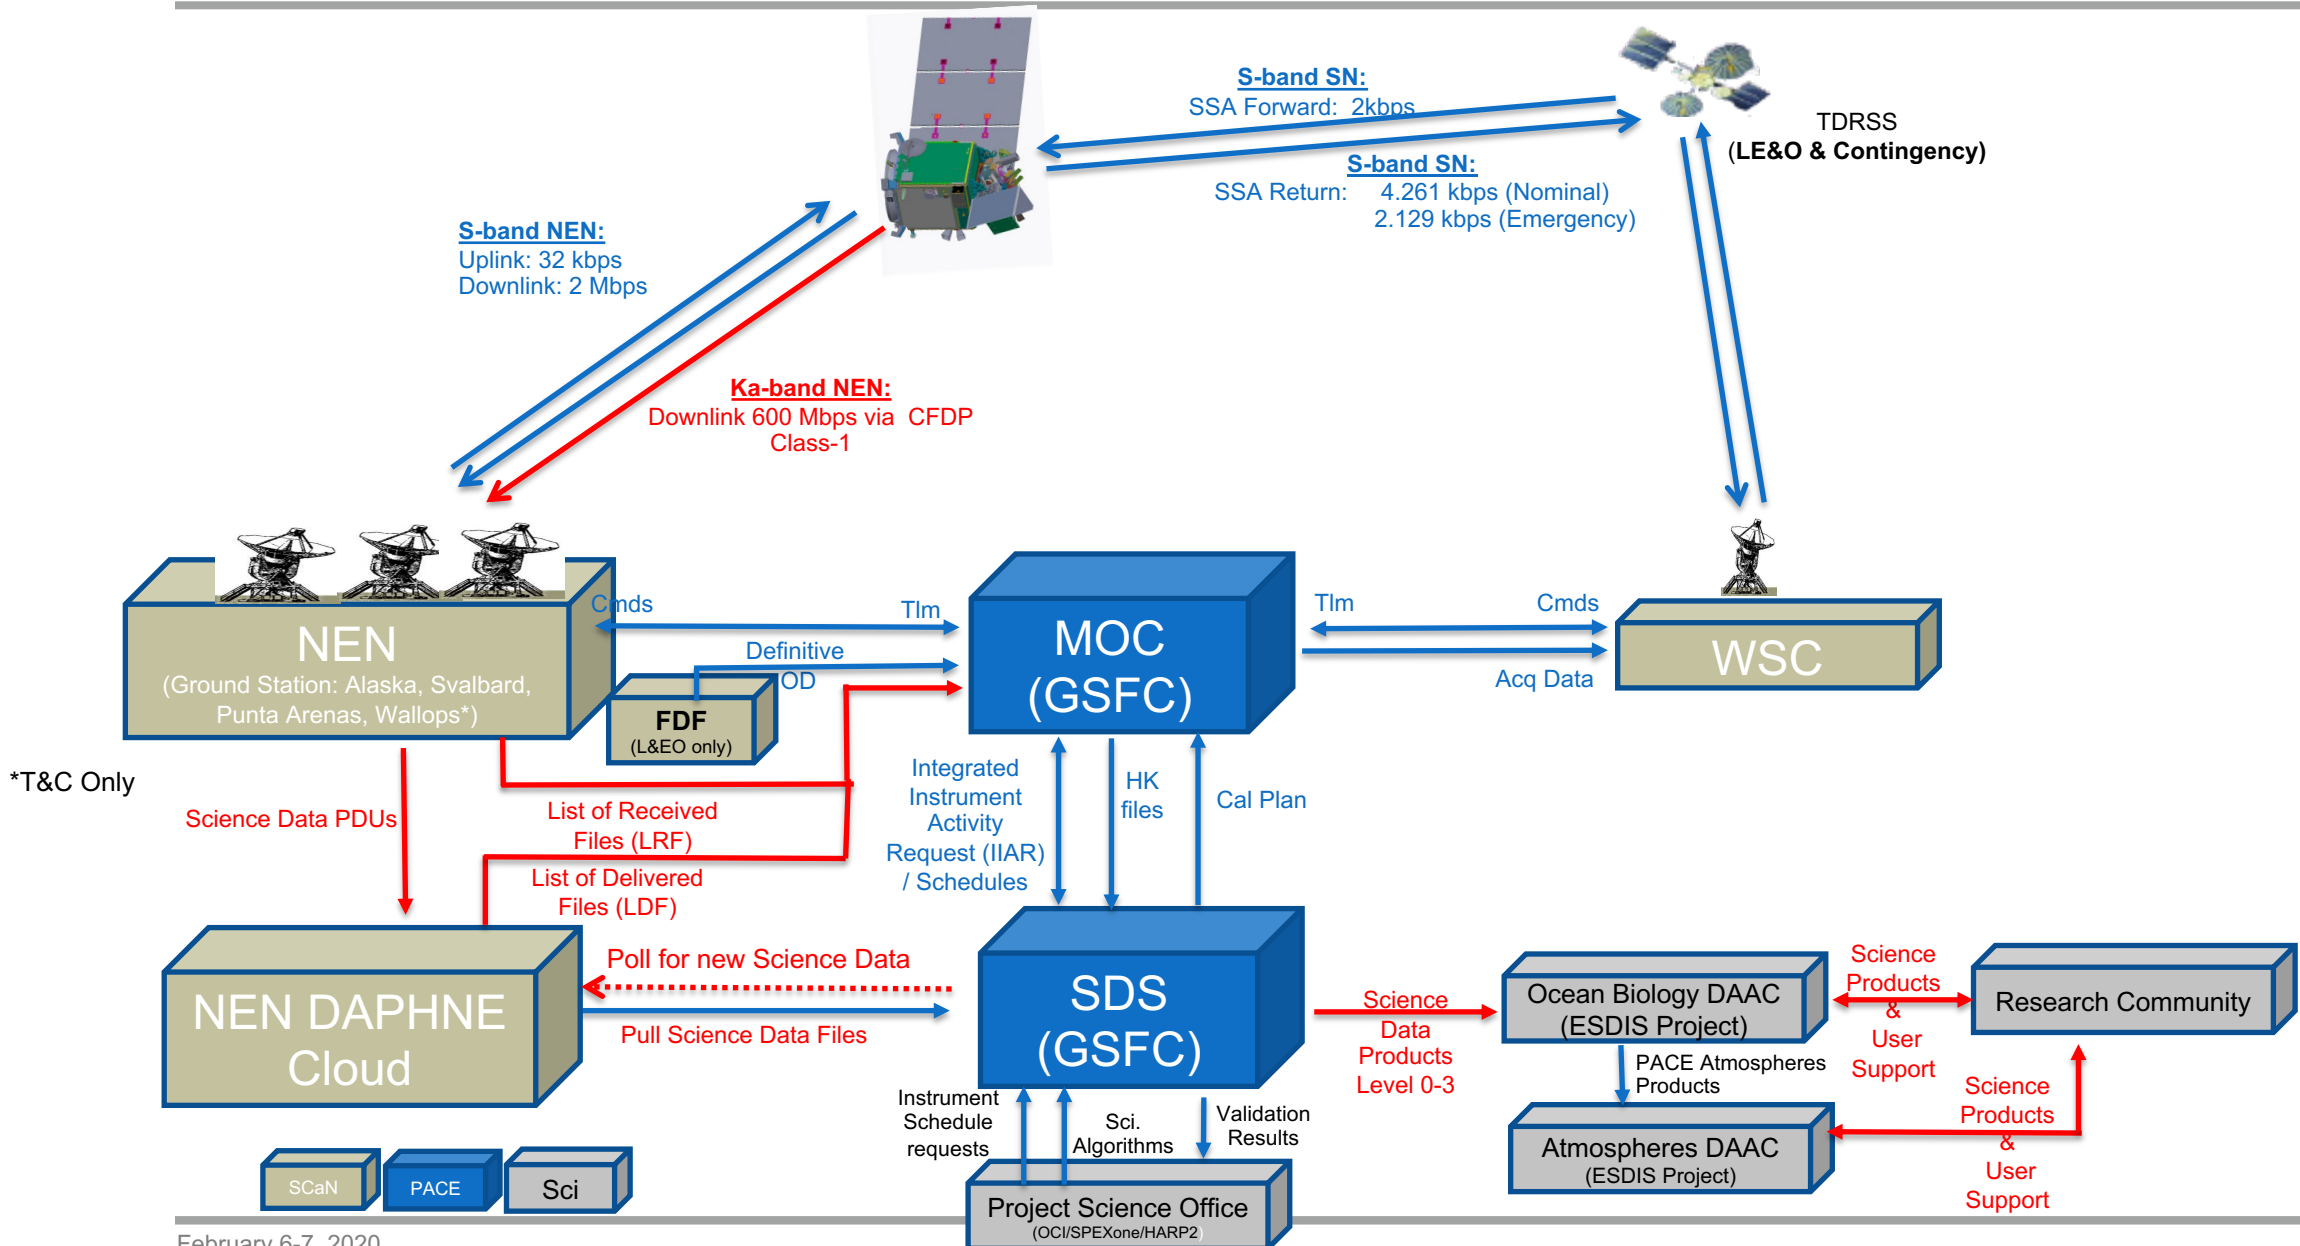 S-band SN:
SSA Forward: 2kbps
TDRSS
(LE&O & Contingency)
S-band SN:
SSA Return: 4.261 kbps (Nominal)
2.129 kbps (Emergency)
S-band NEN:
Uplink: 32 kbps
Downlink: 2 Mbps
Ka-band NEN:
Downlink 600 Mbps via CFDP
Class-1
Cmds
Tlm
Tlm
Cmds
NEN
(Ground Station: Alaska, Svalbard,
Punta Arenas, Wallops*)
Definitive
OD
MOC
(GSFC)
WSC
Acq Data
FDF
(L&EO only)
*T&C Only
Science Data PDUs
List of Received
Files (LRF)
List of Delivered
Files (LDF)
Integrated
Instrument
Activity
Request (IIAR)
/ Schedules
HK
files
Cal Plan
NEN DAPHNE
Cloud
Poll for new Science Data
Pull Science Data Files
SDS
(GSFC)
Science
Data
Products
Level 0-3
Ocean Biology DAAC
(ESDIS Project)
Science
Products
&
User
Support
Research Community
PACE Atmospheres
Products
Atmospheres DAAC
(ESDIS Project)
Science
Products
&
User
Support
Instrument
Schedule
requests
Sci.
Algorithms
Validation
Results
SCaN
PACE
Sci
Project Science Office
(OCI/SPEXone/HARP2)
February 6-7, 2020